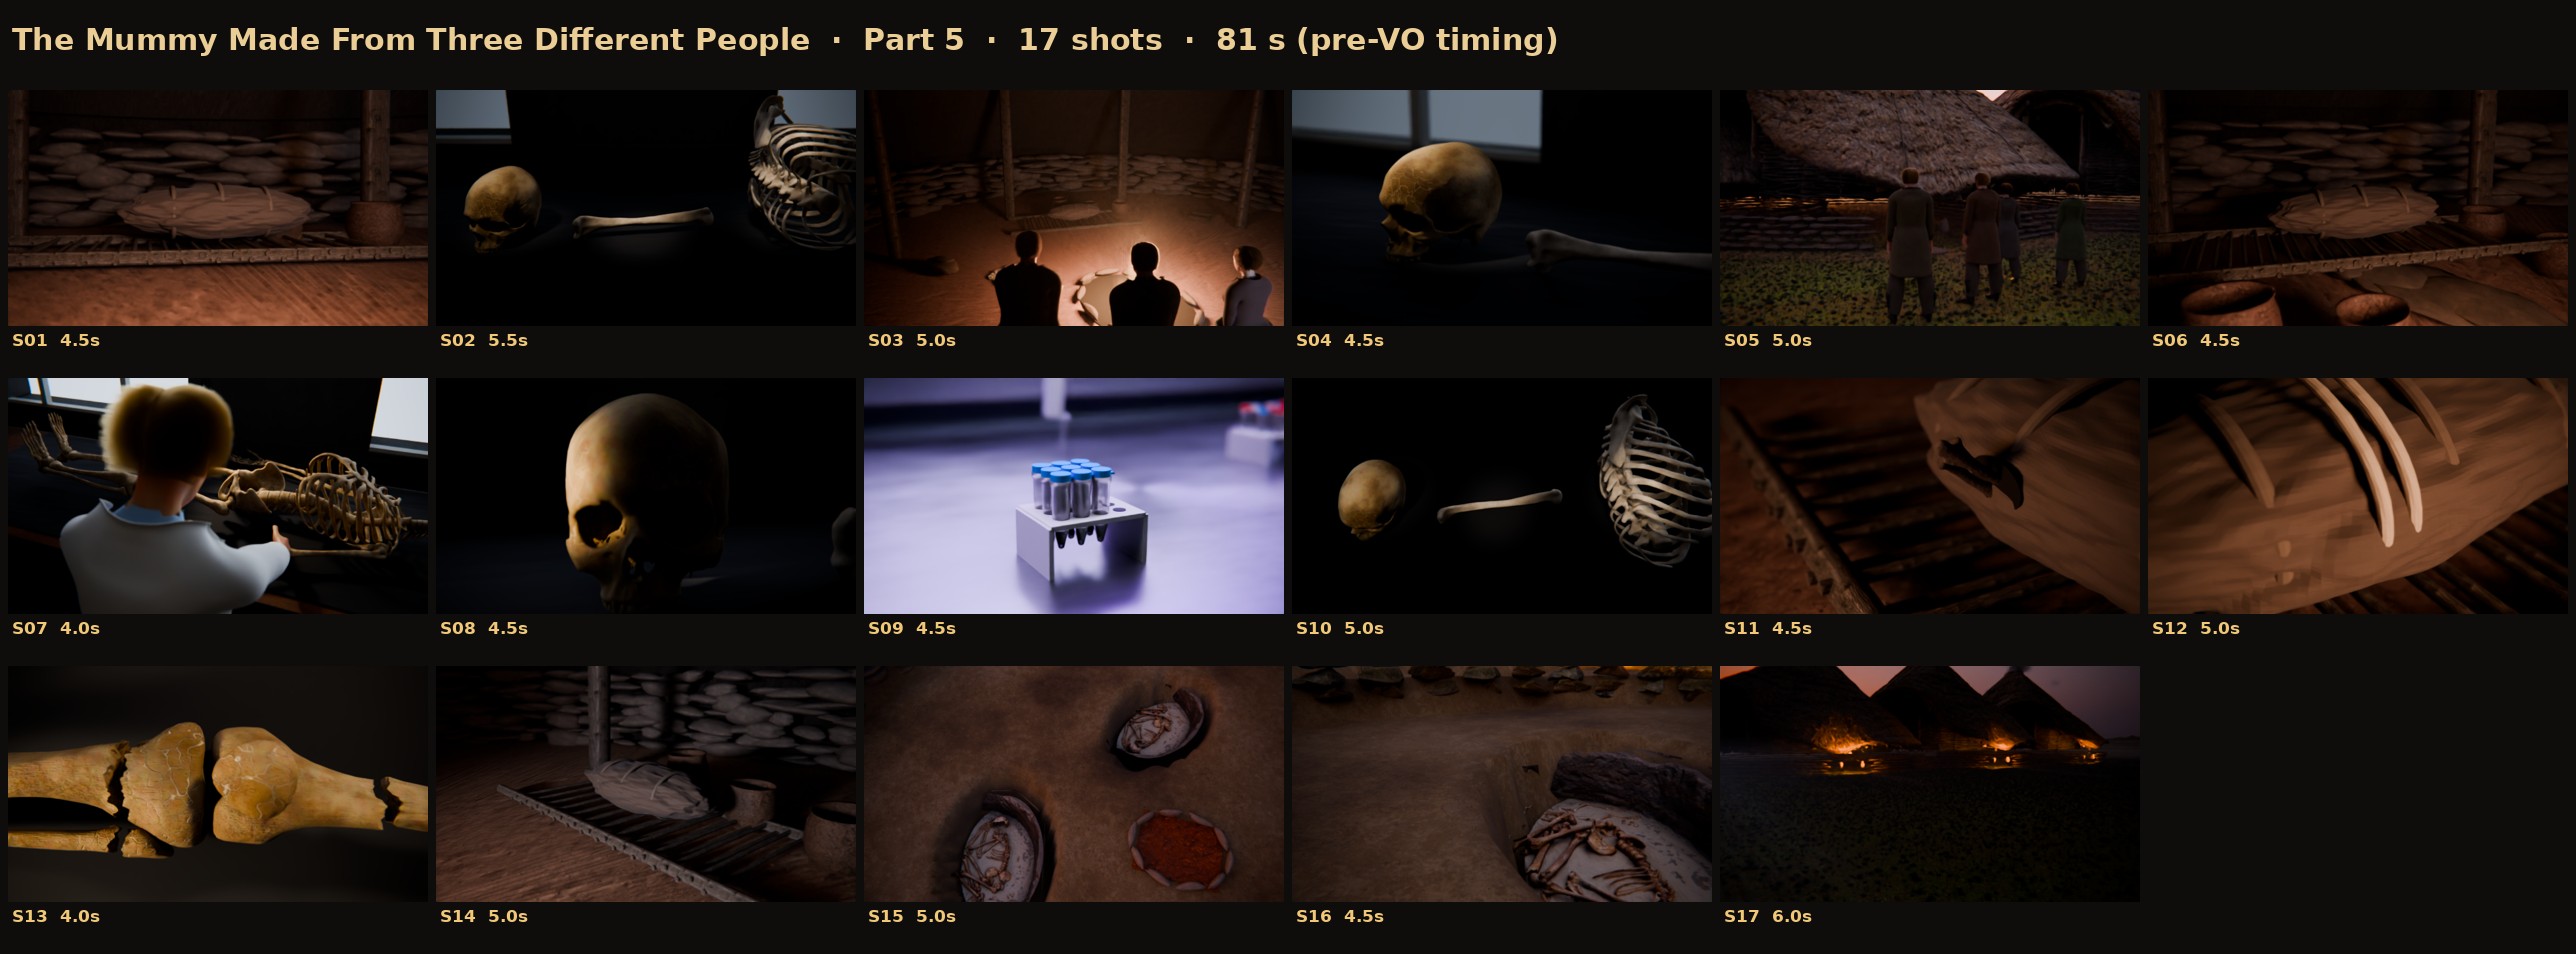 The Mummy Made From Three Different People · Part 5 · 17 shots · 81 s (pre-VO timing)
S01 4.5s
S02 5.5s
S03 5.0s
S04 4.5s
S05 5.0s
S06 4.5s
S07 4.0s
S08 4.5s
S09 4.5s
S10 5.0s
S11 4.5s
S12 5.0s
S13 4.0s
S14 5.0s
S15 5.0s
S16 4.5s
S17 6.0s